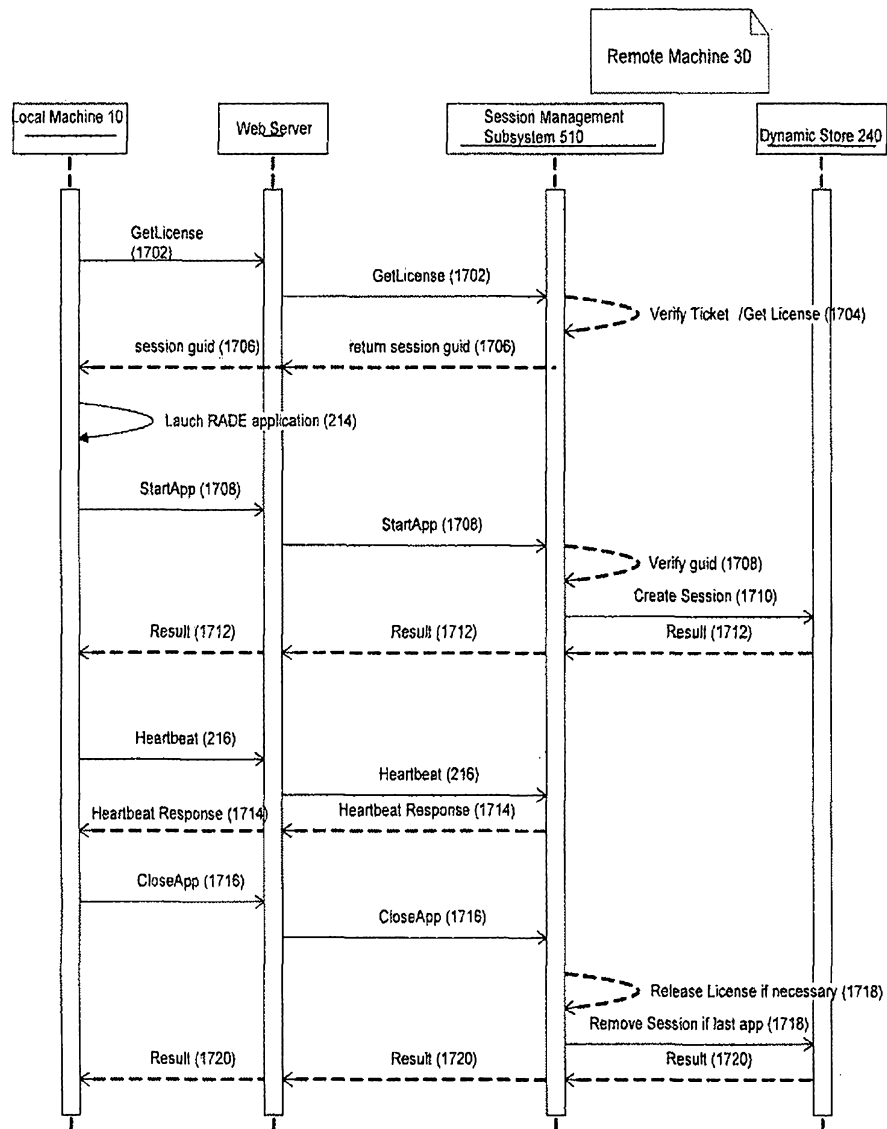 Remote Machine 30
Local Machine 10
Web Server
Session Management
Subsystem 510
Dynamic Store 240
GetLicense
(1702)
GetLicense (1702)
Verify Ticket /Get License (1704)
session guid (1706)
return session guid (1706)
Lauch RADE application (214)
StartApp (1708)
StartApp (1708)
Verify guid (1708)
Create Session (1710)
Result (1712)
Result (1712)
Result (1712)
Heartbeat (216)
Heartbeat (216)
Heartbeat Response (1714)
Heartbeat Response (1714)
CloseApp (1716)
CloseApp (1716)
Release License if necessary (1718)
Remove Session if last app (1718)
Result (1720)
Result (1720)
Result (1720)